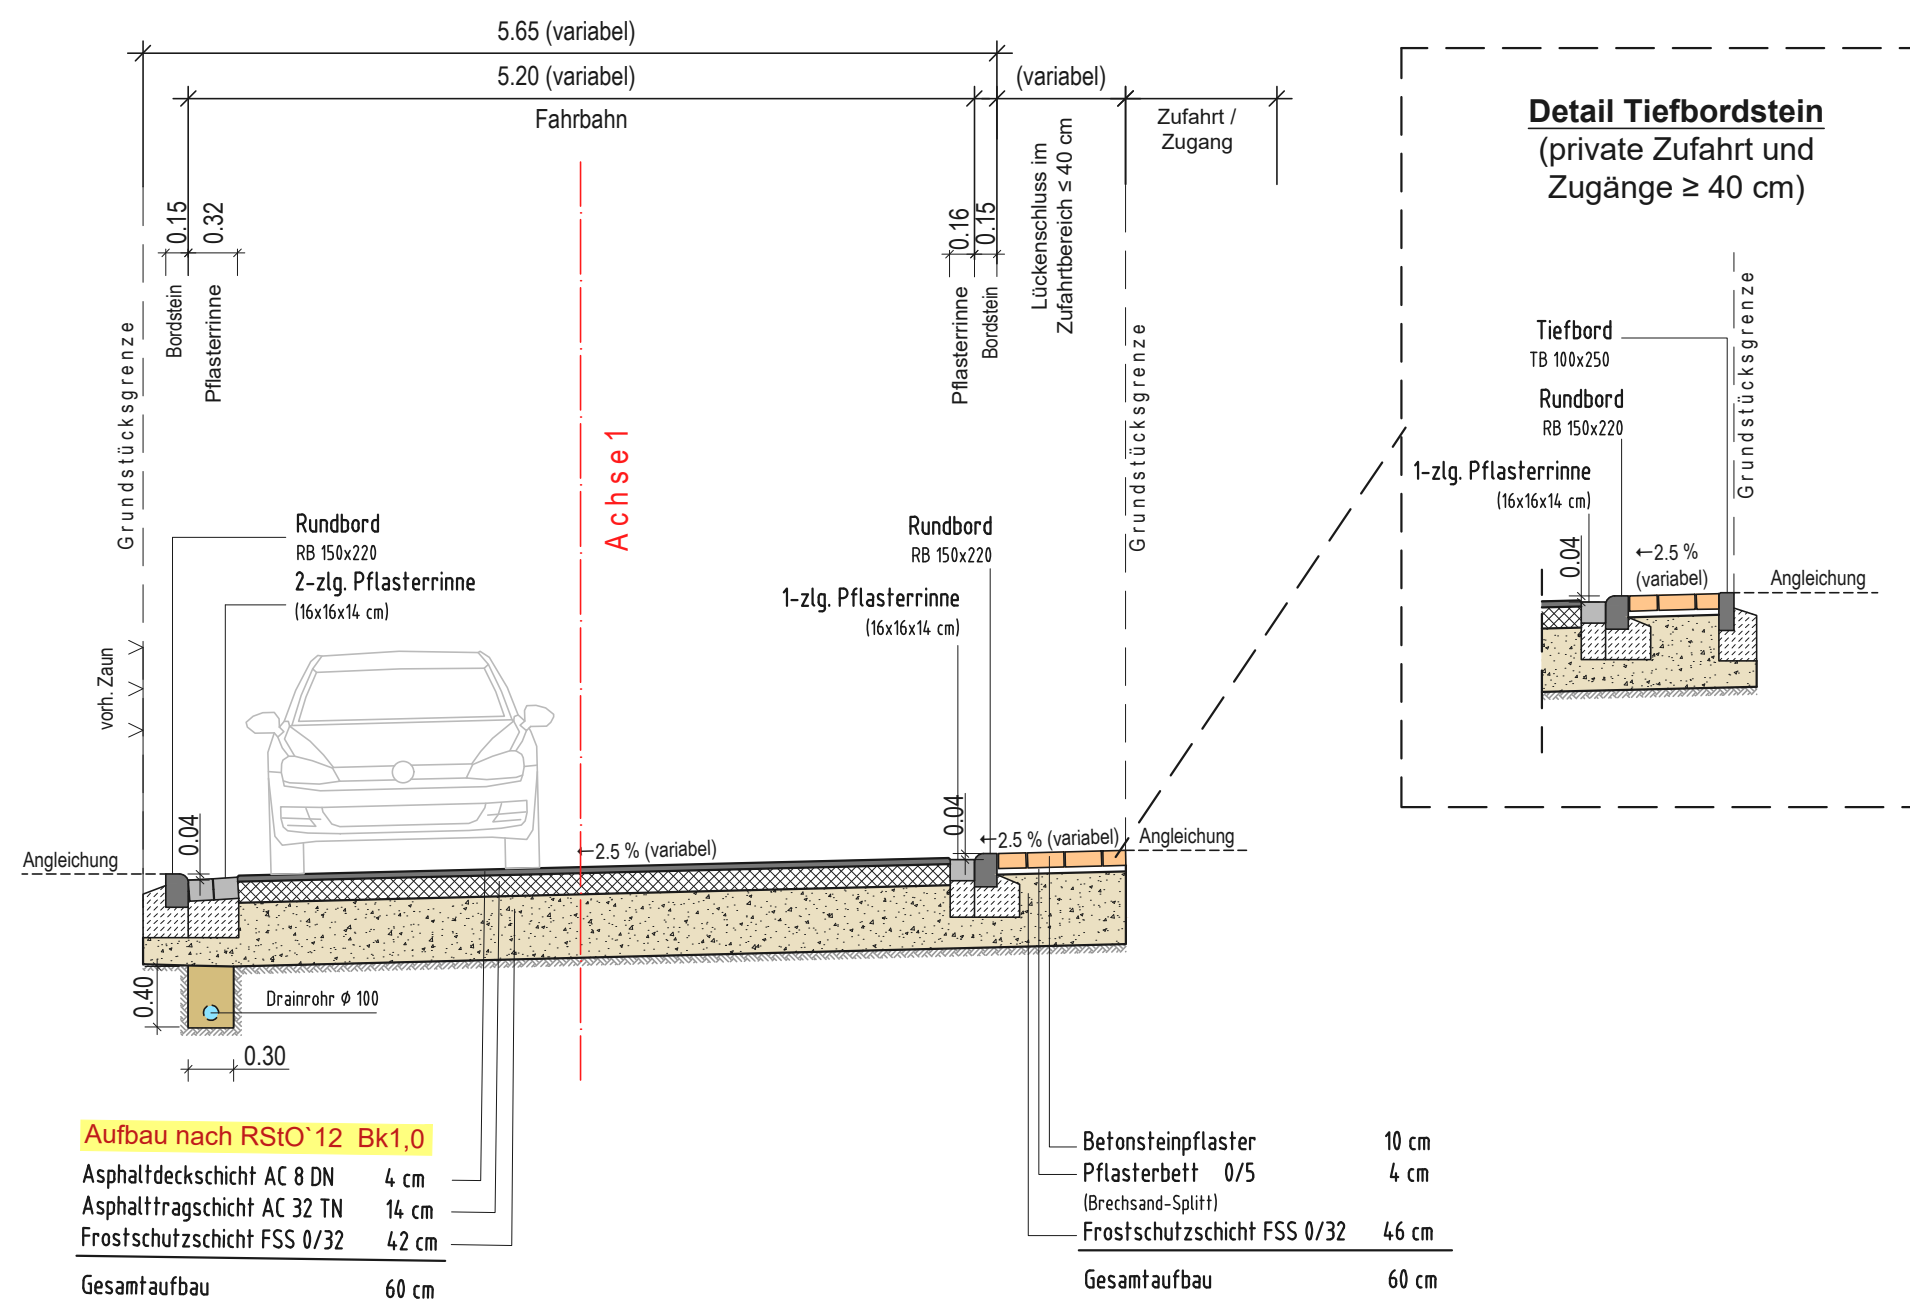 5.65 (variabel)
5.20 (variabel)
(variabel)
Fahrbahn
Zufahrt /
Zugang
Lückenschluss im
Zufahrtbereich ≤ 40 cm
0.15
0.32
0.16
0.15
Bordstein
Pflasterrinne
Pflasterrinne
Bordstein
Grundstücksgrenze
Grundstücksgrenze
Achse1
Rundbord
RB 150x220
2-zlg. Pflasterrinne
(16x16x14 cm)
Rundbord
RB 150x220
1-zlg. Pflasterrinne
(16x16x14 cm)
vorh. Zaun
0.04
0.04
Angleichung
←2.5 % (variabel)
←2.5 % (variabel)
Angleichung
0.40
Drainrohr ϕ 100
0.30
Detail Tiefbordstein
(private Zufahrt und
Zugänge ≥ 40 cm)
Tiefbord
TB 100x250
Rundbord
RB 150x220
1-zlg. Pflasterrinne
(16x16x14 cm)
Grundstücksgrenze
0.04
←2.5 %
(variabel)
Angleichung
Aufbau nach RStO`12 Bk1,0
Asphaltdeckschicht AC 8 DN 4 cm
Asphalttragschicht AC 32 TN 14 cm
Frostschutzschicht FSS 0/32 42 cm
Gesamtaufbau 60 cm
Betonsteinpflaster 10 cm
Pflasterbett 0/5 4 cm
(Brechsand-Splitt)
Frostschutzschicht FSS 0/32 46 cm
Gesamtaufbau 60 cm